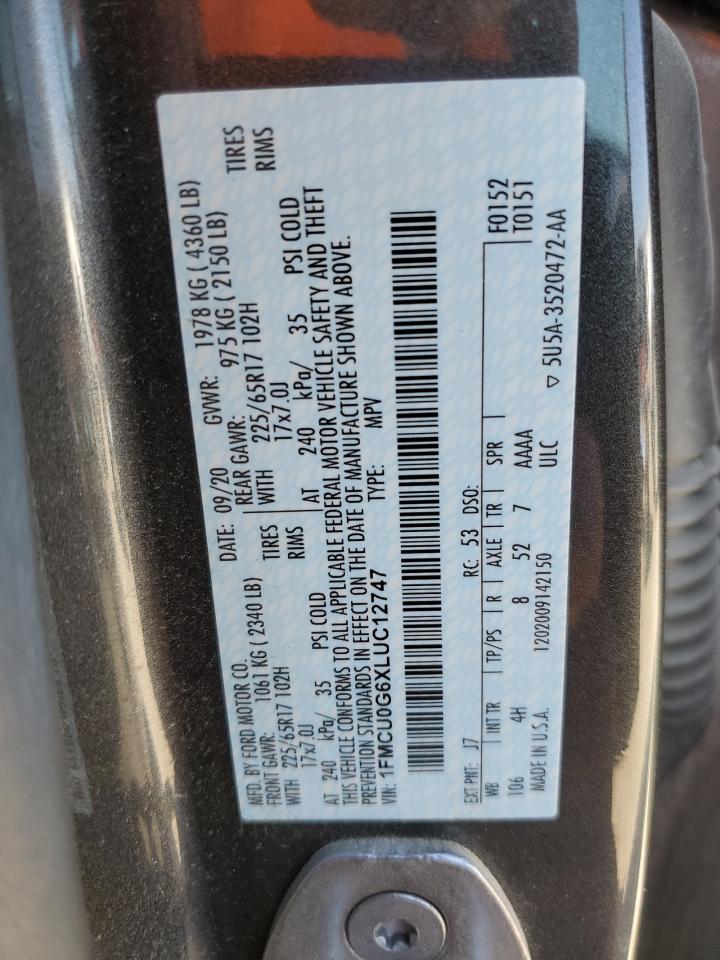 MFD. BY FORD MOTOR CO. DATE: 09/20 GVWR: 1978 KG ( 4360 LB)
FRONT GAWR: 1061 KG ( 2340 LB) REAR GAWR: 975 KG ( 2150 LB)
WITH 225/65R17 102H TIRES WITH 225/65R17 102H TIRES
17x7.0J RIMS 17x7.0J RIMS
AT 240 kPa/ 35 PSI COLD AT 240 kPa/ 35 PSI COLD
THIS VEHICLE CONFORMS TO ALL APPLICABLE FEDERAL MOTOR VEHICLE SAFETY AND THEFT
PREVENTION STANDARDS IN EFFECT ON THE DATE OF MANUFACTURE SHOWN ABOVE.
VIN: 1FMCU0G6XLUC12747 TYPE: MPV
EXT PNT: J7 RC: 53 DSO: F0152
WB INT TR TP/PS R AXLE TR SPR T0151
106 4H 8 52 7 AAAA
ULC
MADE IN U.S.A. 1202009142150 ▽ 5U5A-3520472-AA